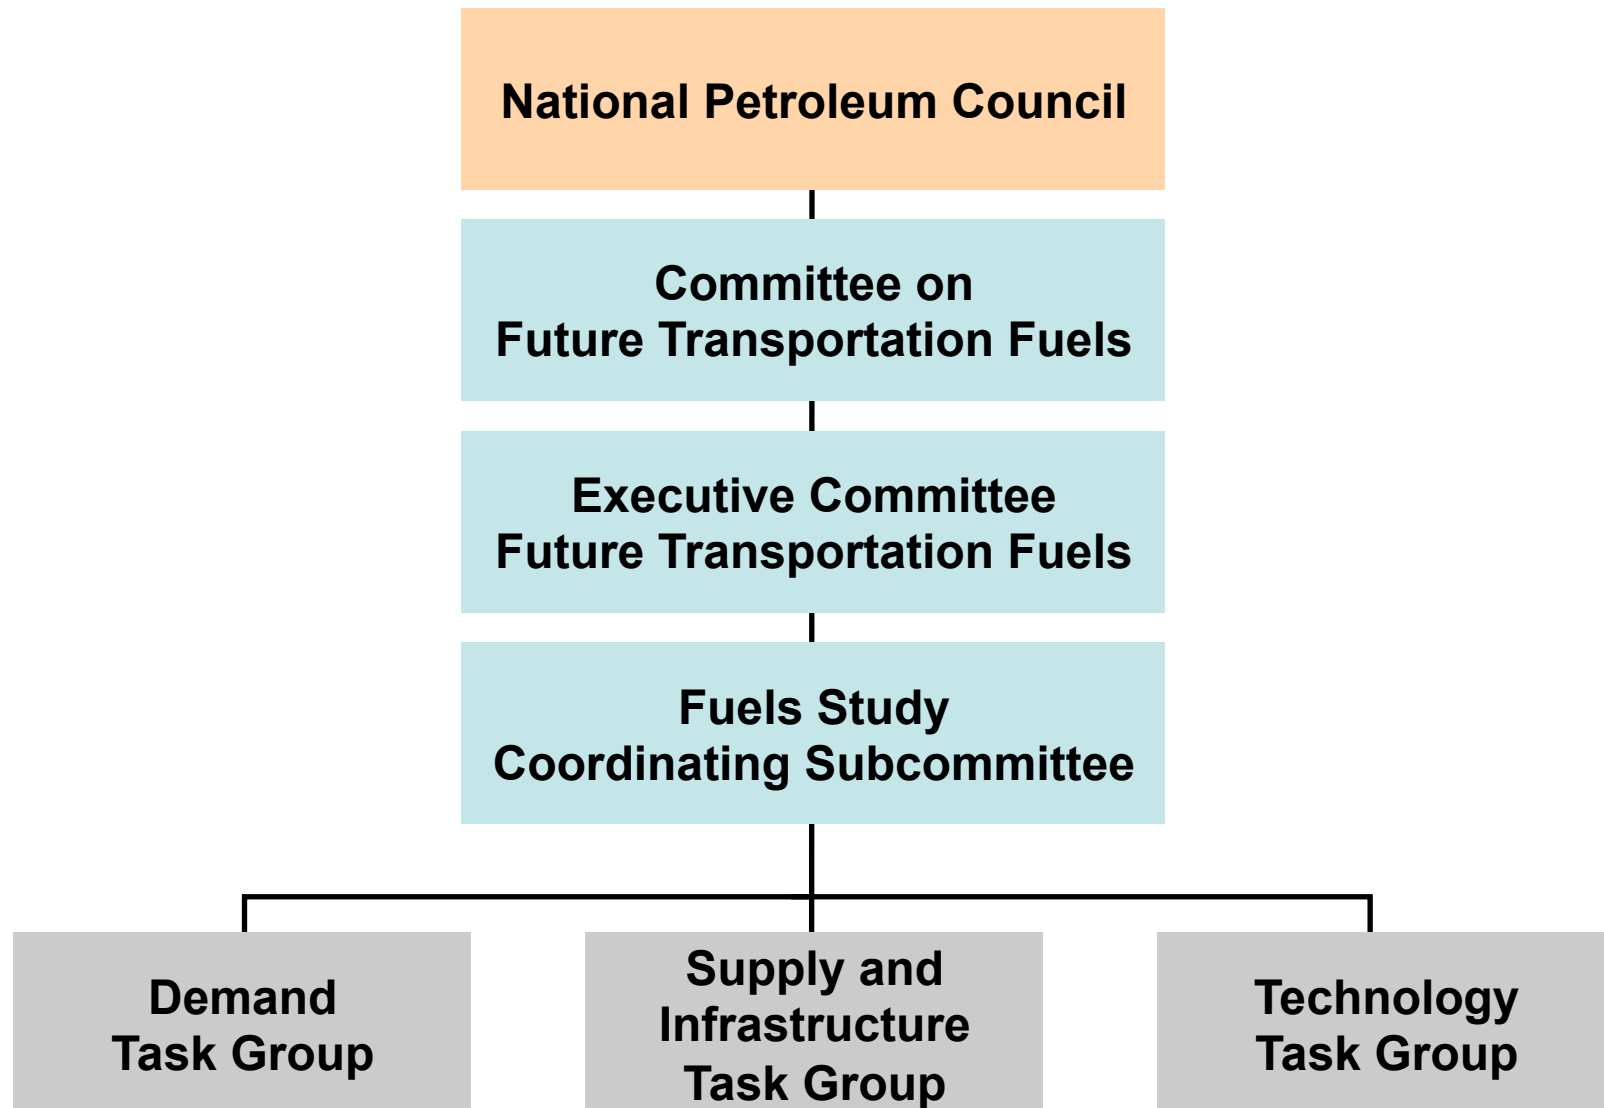 National Petroleum Council
Committee on
Future Transportation Fuels
Executive Committee
Future Transportation Fuels
Fuels Study
Coordinating Subcommittee
Demand
Task Group
Supply and
Infrastructure
Task Group
Technology
Task Group